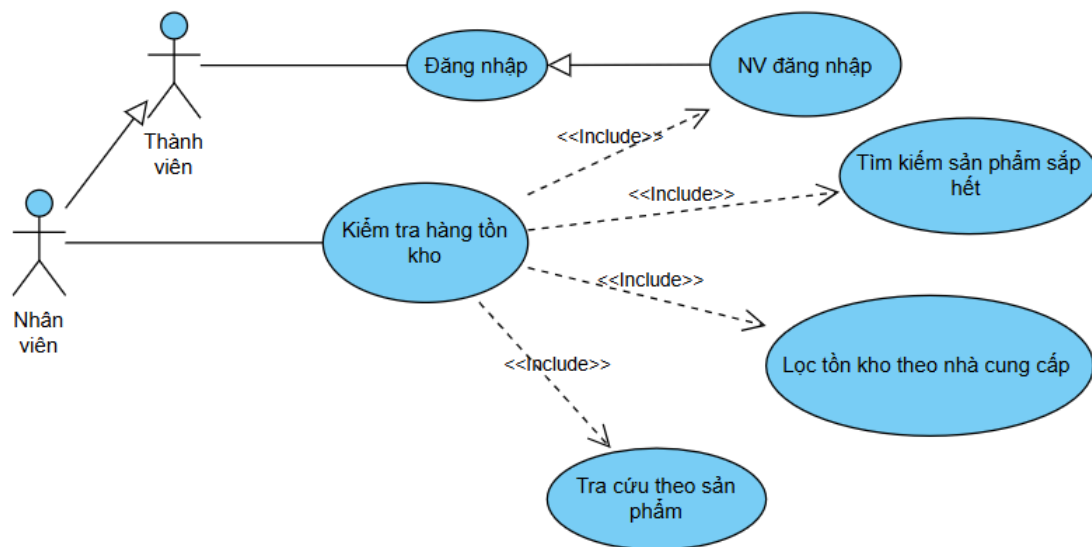 Đăng nhập
NV đăng nhập
Thành
viên
<<Include>>
Tìm kiếm sản phẩm sắp
hết
<<Include>>
Kiểm tra hàng tồn
kho
<<Include>>
Nhân
viên
<<Include>>
Lọc tồn kho theo nhà cung cấp
Tra cứu theo sản
phẩm